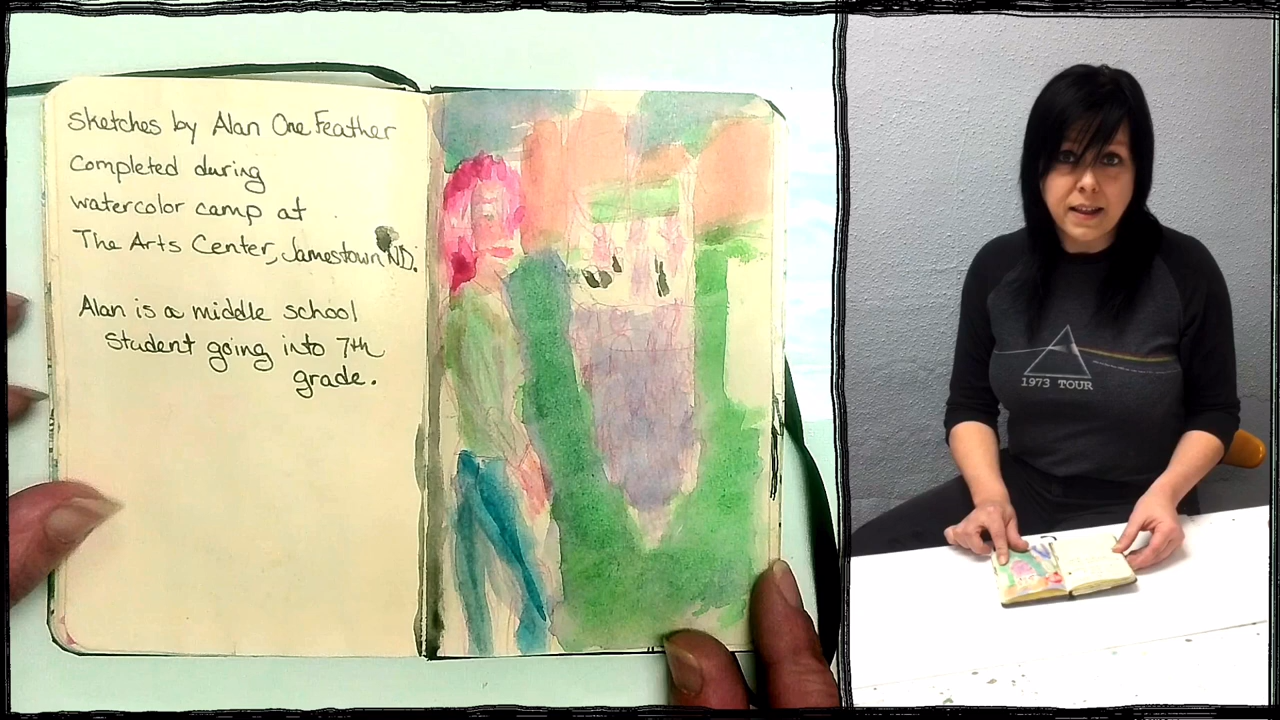 sketches by Alan One Feather
completed during
watercolor camp at
The Arts Center, Jamestown ND.
Alan is a middle school
student going into 7th
grade.
1973 TOUR